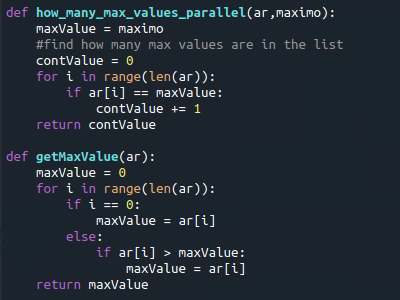 def how_many_max_values_parallel(ar,maximo):
    maxValue = maximo
    #find how many max values are in the list
    contValue = 0
    for i in range(len(ar)):
        if ar[i] == maxValue:
            contValue += 1
    return contValue

def getMaxValue(ar):
    maxValue = 0
    for i in range(len(ar)):
        if i == 0:
            maxValue = ar[i]
        else:
            if ar[i] > maxValue:
                maxValue = ar[i]
    return maxValue